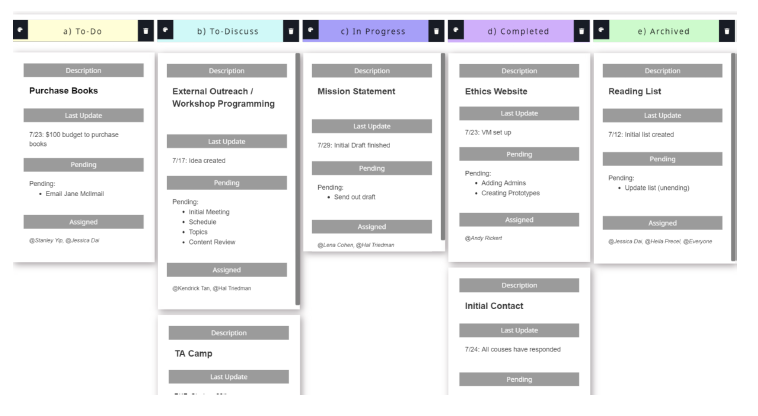 a) To-Do
b) To-Discuss
c) In Progress
d) Completed
e) Archived
Description
Purchase Books
Last Update
7/23: $100 budget to purchase
books
Pending
Pending:
Email Jane Mclimail
Assigned
@Stanley Yip, @Jessica Dai
Description
External Outreach /
Workshop Programming
Last Update
7/17: Idea created
Pending
Pending:
Initial Meeting
Schedule
Topics
Content Review
Assigned
@Kendrick Tan, @Hal Triedman
Description
TA Camp
Last Update
Description
Mission Statement
Last Update
7/29: Initial Draft finished
Pending
Pending:
Send out draft
Assigned
@Lena Cohen, @Hal Triedman
Description
Ethics Website
Last Update
7/23: VM set up
Pending
Pending:
Adding Admins
Creating Prototypes
Assigned
@Andy Rickert
Description
Initial Contact
Last Update
7/24: All couses have responded
Pending
Description
Reading List
Last Update
7/12: Initial list created
Pending
Pending:
Update list (unending)
Assigned
@Jessica Dai, @Heila Precel, @Everyone